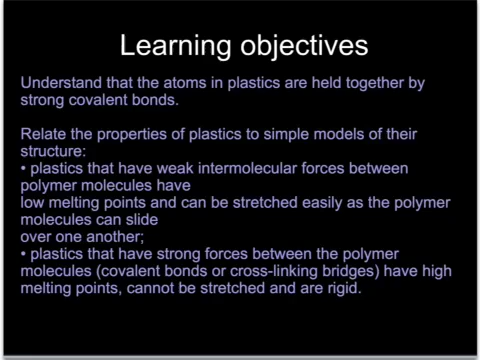 Learning objectives
Understand that the atoms in plastics are held together by
strong covalent bonds.
Relate the properties of plastics to simple models of their
structure:
• plastics that have weak intermolecular forces between
polymer molecules have
low melting points and can be stretched easily as the polymer
molecules can slide
over one another;
• plastics that have strong forces between the polymer
molecules (covalent bonds or cross-linking bridges) have high
melting points, cannot be stretched and are rigid.